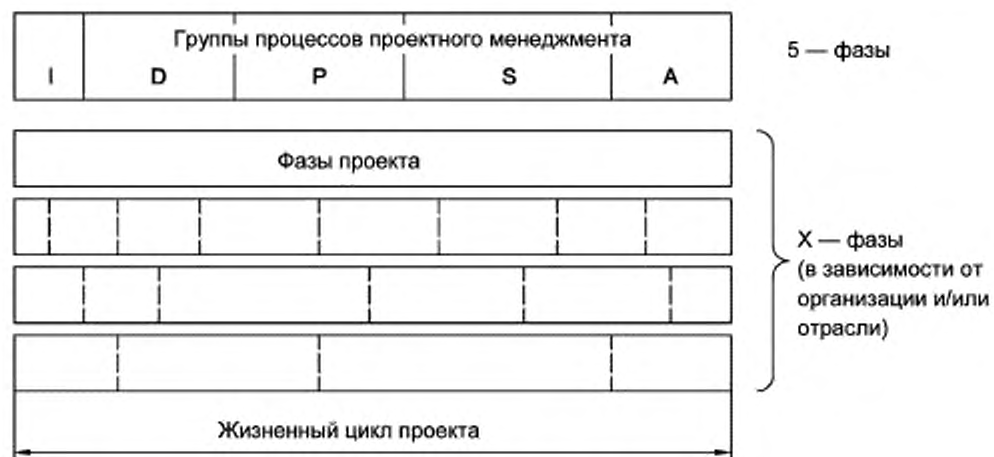 Группы процессов проектного менеджмента
I D P S A
5 — фазы
Фазы проекта
X — фазы
(в зависимости от
организации и/или
отрасли)
Жизненный цикл проекта